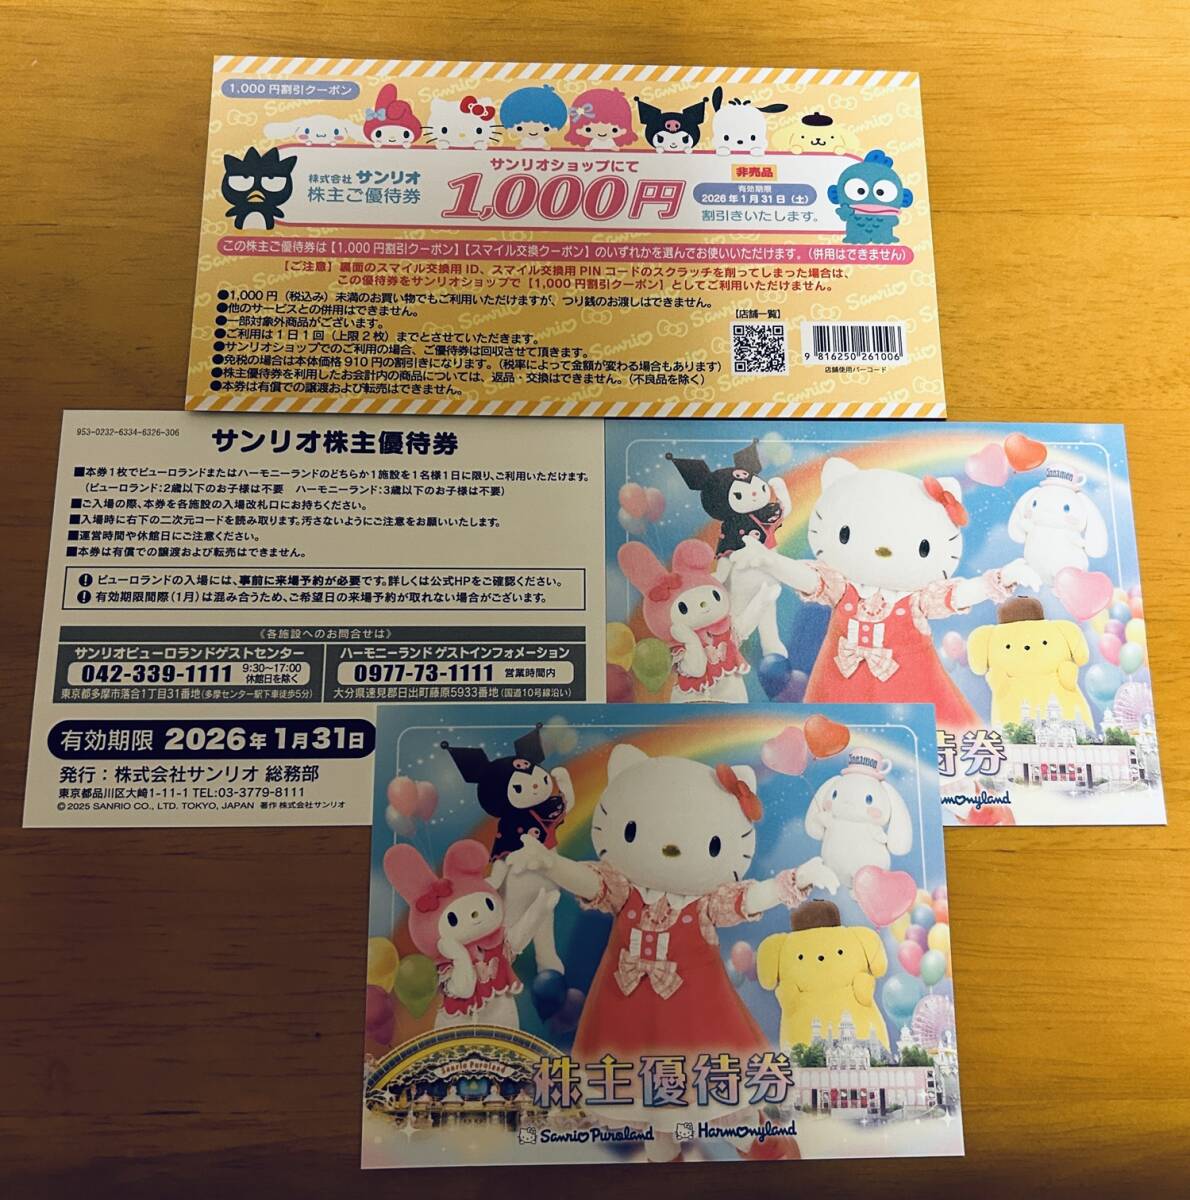 1,000円割引クーポン
株式会社 サンリオ
株主ご優待券
サンリオショップにて
1,000円
非売品
有効期限
2026年1月31日(土)
割引きいたします。
この株主ご優待券は【1,000円割引クーポン】【スマイル交換クーポン】のいずれかを選んでお使いいただけます。(併用はできません)
【ご注意】裏面のスマイル交換用ID、スマイル交換用PINコードのスクラッチを削ってしまった場合は、
この優待券をサンリオショップで【1,000円割引クーポン】としてご利用いただけません。
●1,000円(税込み)未満のお買い物でもご利用いただけますが、つり銭のお渡しはできません。
●他のサービスとの併用はできません。
●一部対象外商品がございます。
●ご利用は1日1回(上限2枚)までとさせていただきます。
●サンリオショップでのご利用の場合、ご優待券は回収させて頂きます。
●免税の場合は本体価格910円の割引きになります。(税率によって金額が変わる場合もあります)
●株主優待券を利用したお会計内の商品については、返品・交換はできません。(不良品を除く)
●本券は有償での譲渡および転売はできません。
【店舗一覧】
9 816250 261006
店舗使用バーコード
953-0232-6334-6326-306
サンリオ株主優待券
■本券1枚でピューロランドまたはハーモニーランドのどちらか1施設を1名様1日に限り、ご利用いただけます。
(ピューロランド:2歳以下のお子様は不要 ハーモニーランド:3歳以下のお子様は不要)
■ご入場の際、本券を各施設の入場改札口にお持ちください。
■入場時に右下の二次元コードを読み取ります。汚さないようにご注意をお願いいたします。
■運営時間や休館日にご注意ください。
■本券は有償での譲渡および転売はできません。
! ピューロランドの入場には、事前に来場予約が必要です。詳しくは公式HPをご確認ください。
! 有効期限間際(1月)は混み合うため、ご希望日の来場予約が取れない場合がございます。
《各施設へのお問合せは》
サンリオピューロランドゲストセンター
042-339-1111 9:30~17:00 休館日を除く
東京都多摩市落合1丁目31番地(多摩センター駅下車徒歩5分)
ハーモニーランド ゲストインフォメーション
0977-73-1111 営業時間内
大分県速見郡日出町藤原5933番地(国道10号線沿い)
有効期限 2026年1月31日
発行:株式会社サンリオ 総務部
東京都品川区大崎1-11-1 TEL:03-3779-8111
© 2025 SANRIO CO., LTD. TOKYO, JAPAN 著作 株式会社サンリオ
cinnamon
待券
rmonyland
cinnamon
Sanrio Puroland
株主優待券
Sanrio Puroland
Harmonyland